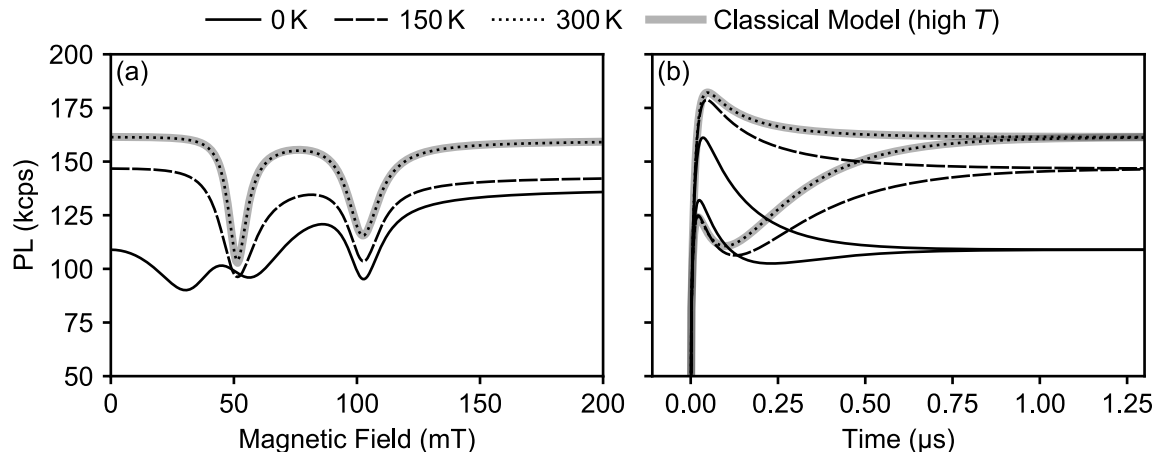 0 K 150 K 300 K Classical Model (high T)
(a) (b)
200
175
150
125
100
75
50
PL (kcps)
0 50 100 150 200
Magnetic Field (mT)
0.00 0.25 0.50 0.75 1.00 1.25
Time (µs)